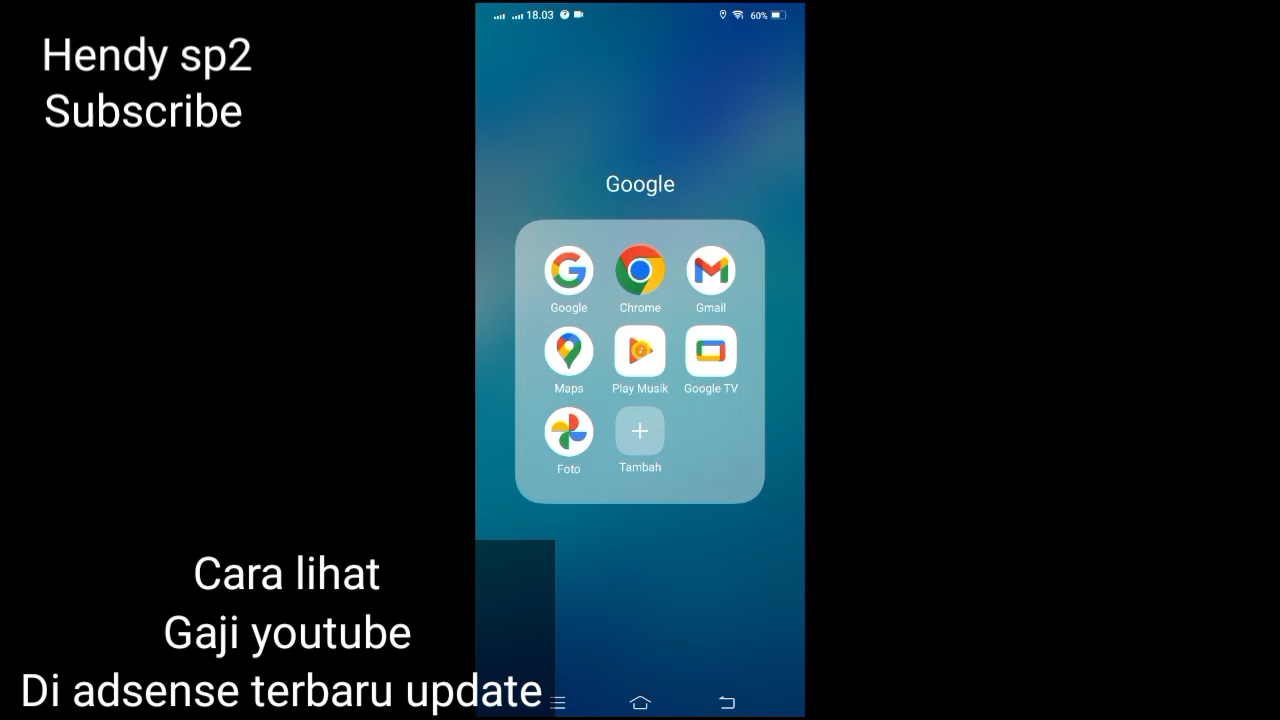 Hendy sp2
Subscribe
18.03
60%
Google
Google Chrome Gmail
Maps Play Musik Google TV
Foto Tambah
Cara lihat
Gaji youtube
Di adsense terbaru update